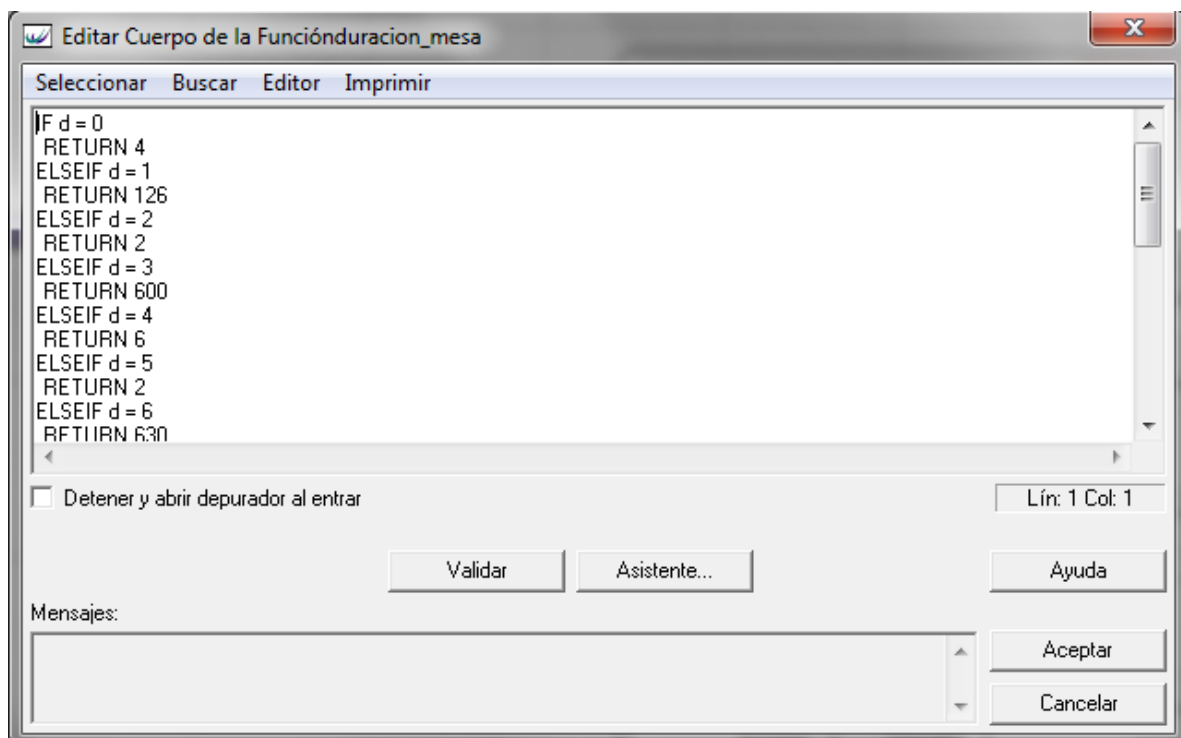 Editar Cuerpo de la Funciónduracion_mesa
Seleccionar Buscar Editor Imprimir
IF d = 0
RETURN 4
ELSEIF d = 1
RETURN 126
ELSEIF d = 2
RETURN 2
ELSEIF d = 3
RETURN 600
ELSEIF d = 4
RETURN 6
ELSEIF d = 5
RETURN 2
ELSEIF d = 6
RETURN 630
Detener y abrir depurador al entrar
Lín: 1 Col: 1
Validar
Asistente...
Ayuda
Mensajes:
Aceptar
Cancelar